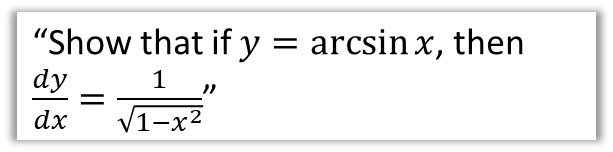 “Show that if y = arcsin x, then
dy/dx = 1/√1−x²”